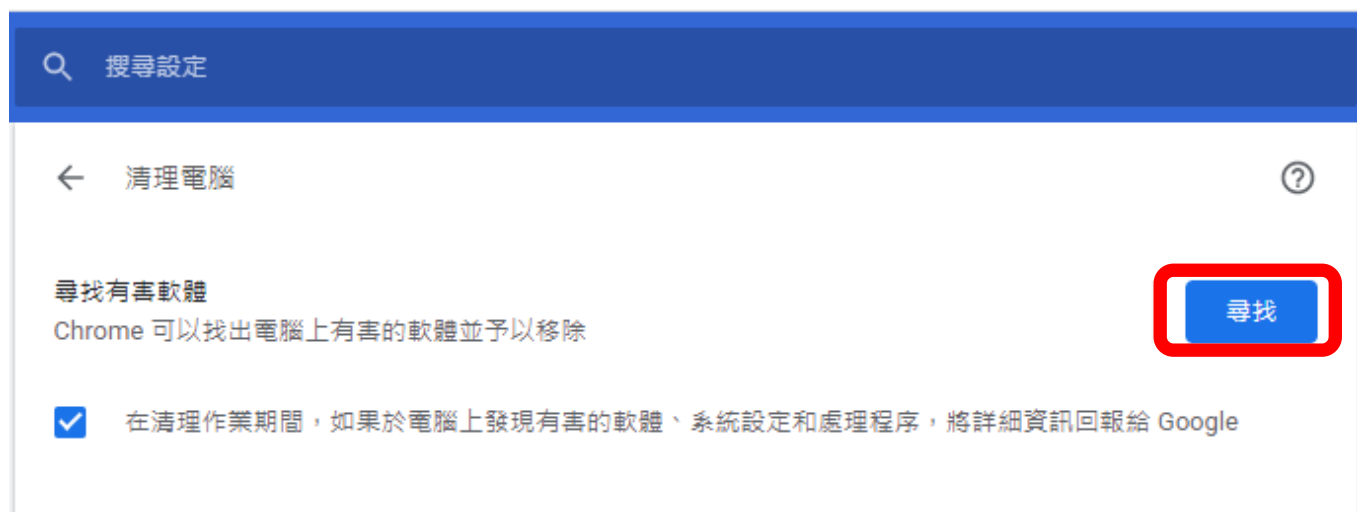 搜尋設定
清理電腦
尋找有害軟體
Chrome 可以找出電腦上有害的軟體並予以移除
尋找
在清理作業期間，如果於電腦上發現有害的軟體、系統設定和處理程序，將詳細資訊回報給 Google